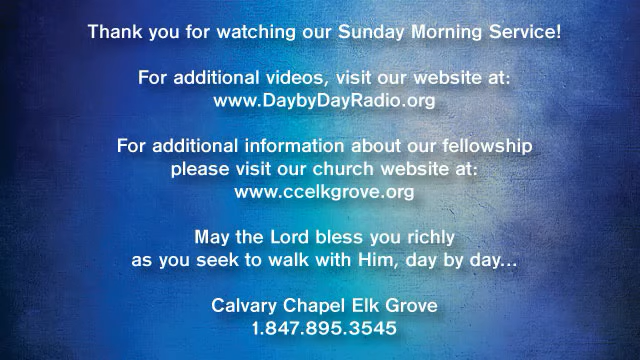 Thank you for watching our Sunday Morning Service!
For additional videos, visit our website at:
www.DaybyDayRadio.org
For additional information about our fellowship
please visit our church website at:
www.ccelkgrove.org
May the Lord bless you richly
as you seek to walk with Him, day by day...
Calvary Chapel Elk Grove
1.847.895.3545